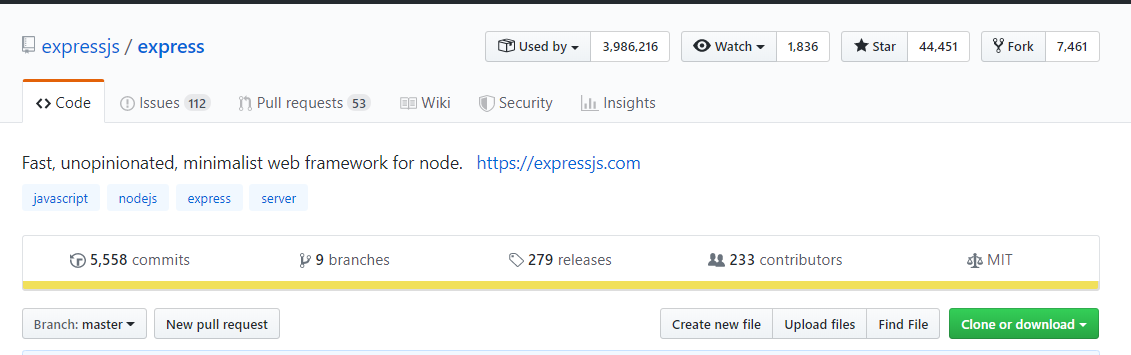 expressjs / express Used by 3,986,216 Watch 1,836 Star 44,451 Fork 7,461
Code Issues 112 Pull requests 53 Wiki Security Insights
Fast, unopinionated, minimalist web framework for node. https://expressjs.com
javascript nodejs express server
5,558 commits 9 branches 279 releases 233 contributors MIT
Branch: master New pull request Create new file Upload files Find File Clone or download